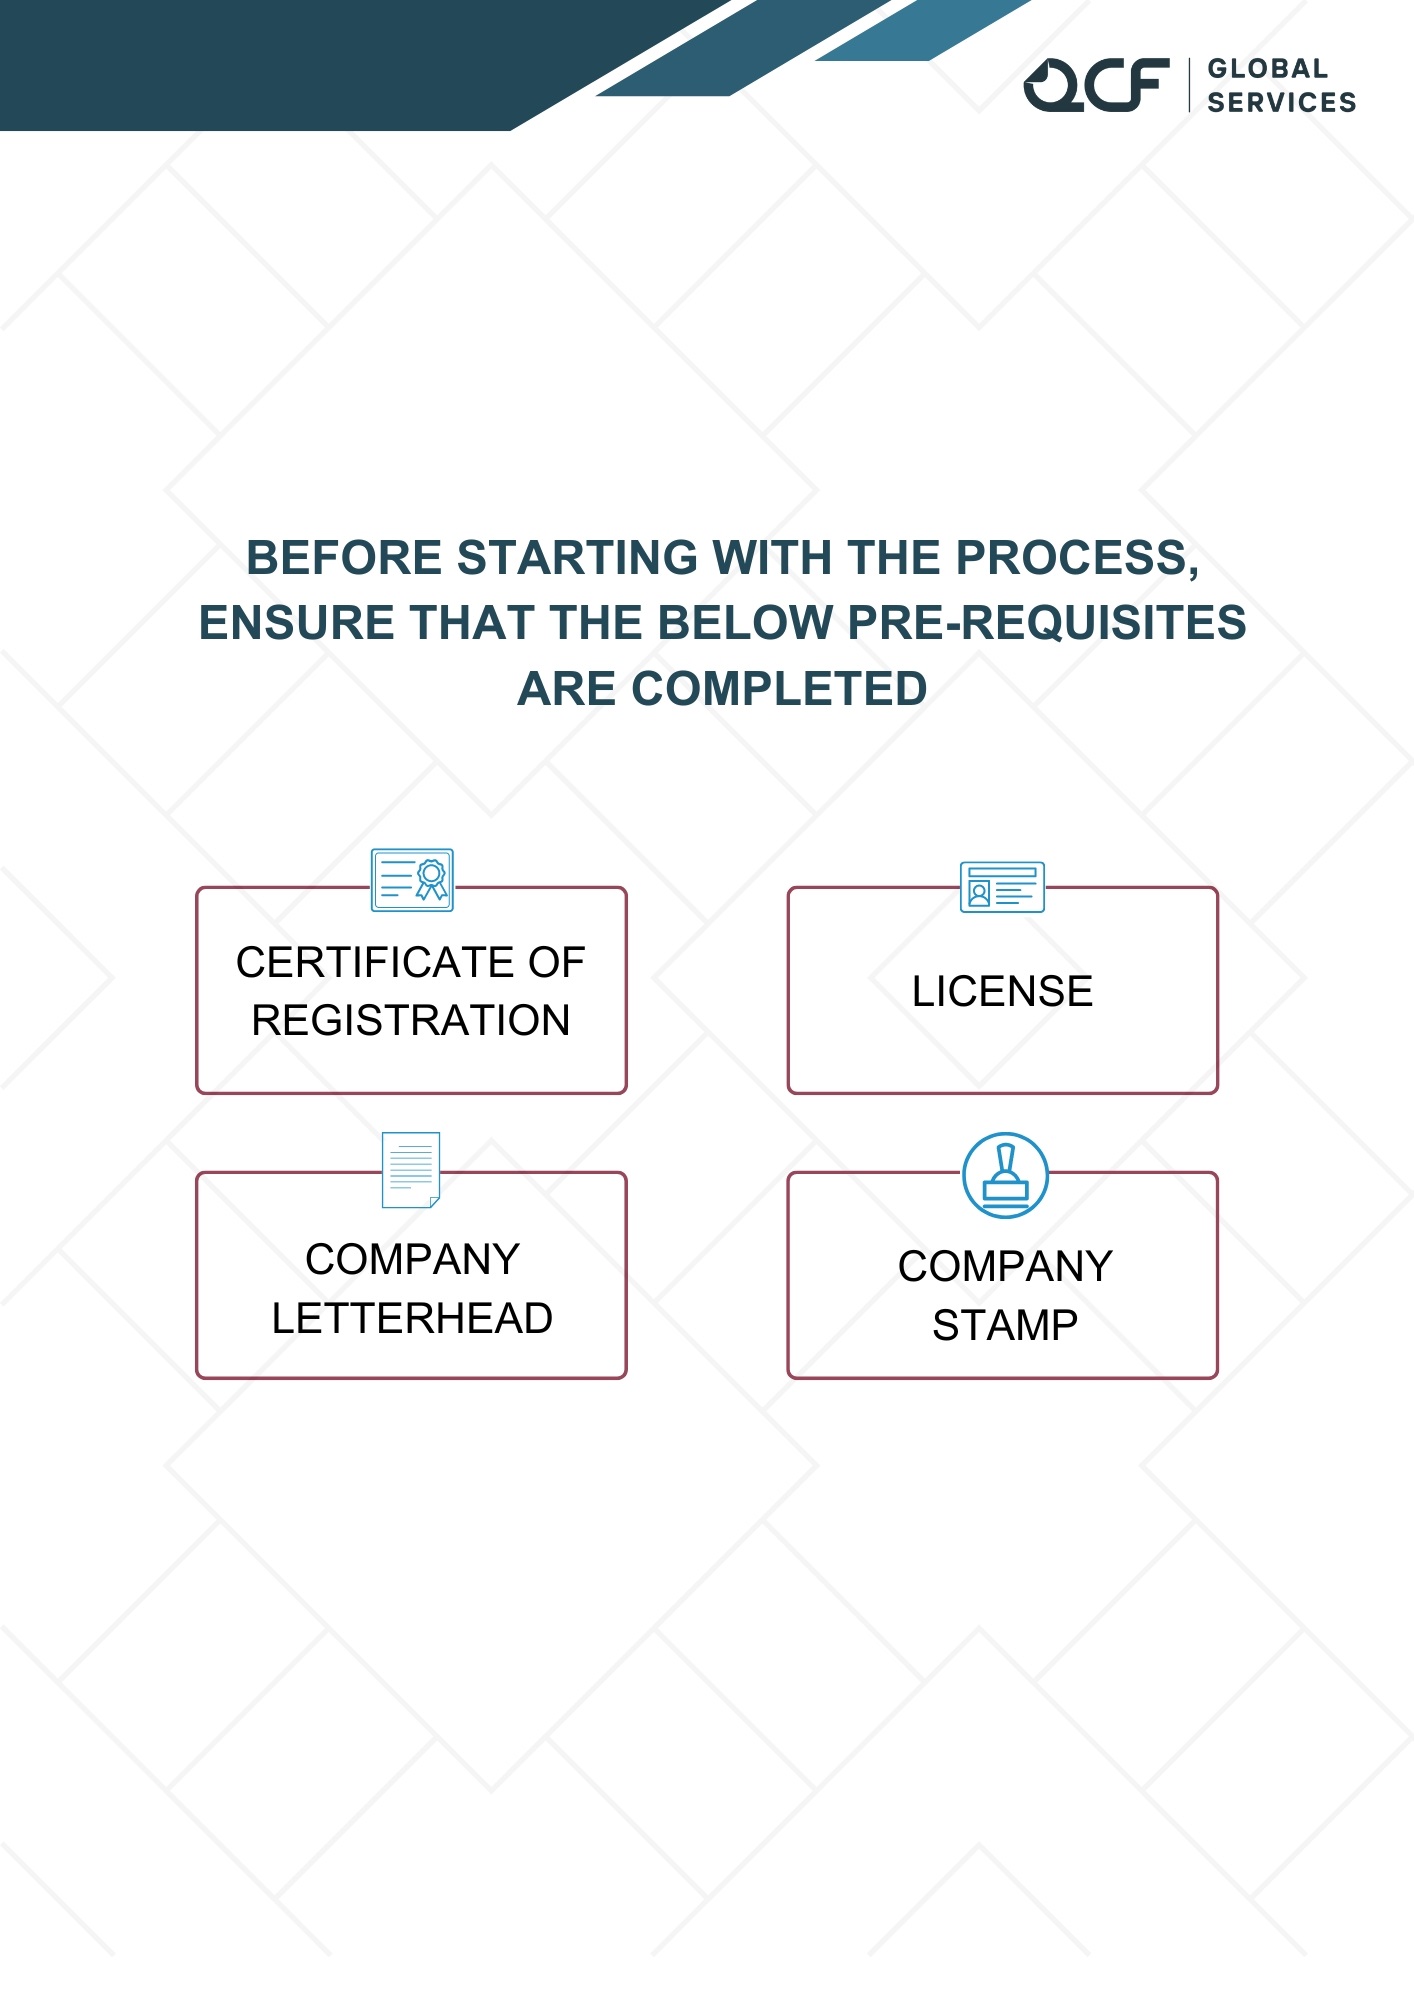 QCF
GLOBAL
SERVICES
BEFORE STARTING WITH THE PROCESS,
ENSURE THAT THE BELOW PRE-REQUISITES
ARE COMPLETED
CERTIFICATE OF
REGISTRATION
LICENSE
COMPANY
LETTERHEAD
COMPANY
STAMP